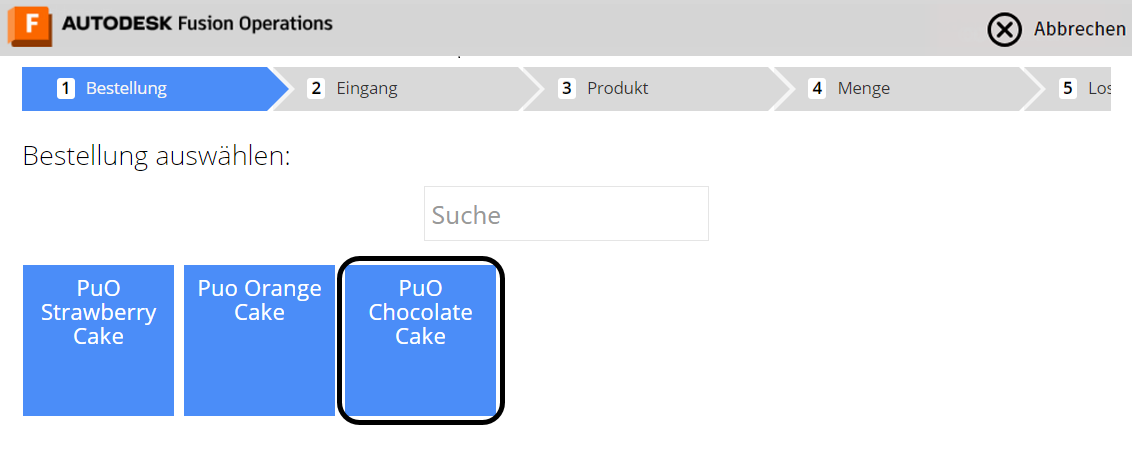 F AUTODESK Fusion Operations
Abbrechen
1 Bestellung
2 Eingang
3 Produkt
4 Menge
5 Los
Bestellung auswählen:
Suche
PuO
Strawberry
Cake
Puo Orange
Cake
PuO
Chocolate
Cake